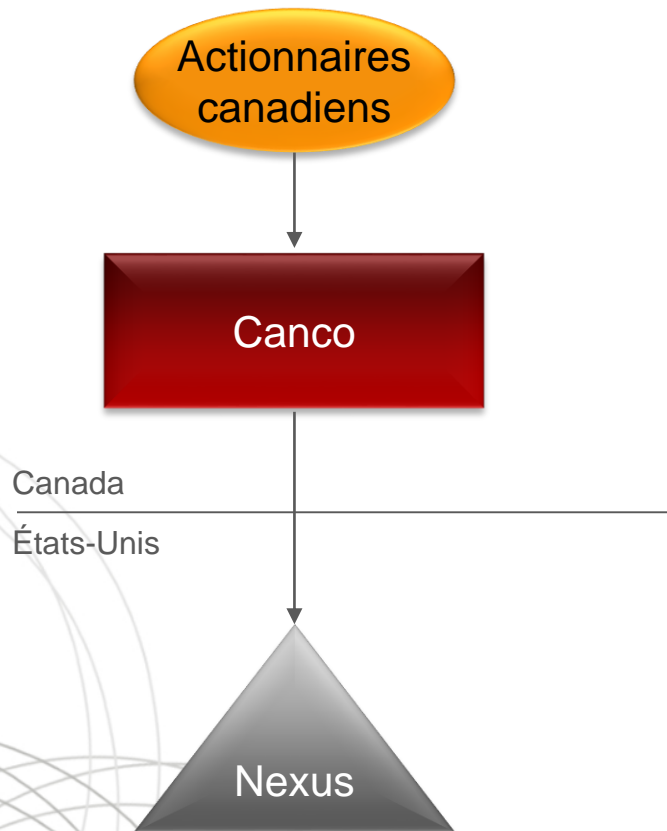 Actionnaires
canadiens
Canco
Canada
États-Unis
Nexus